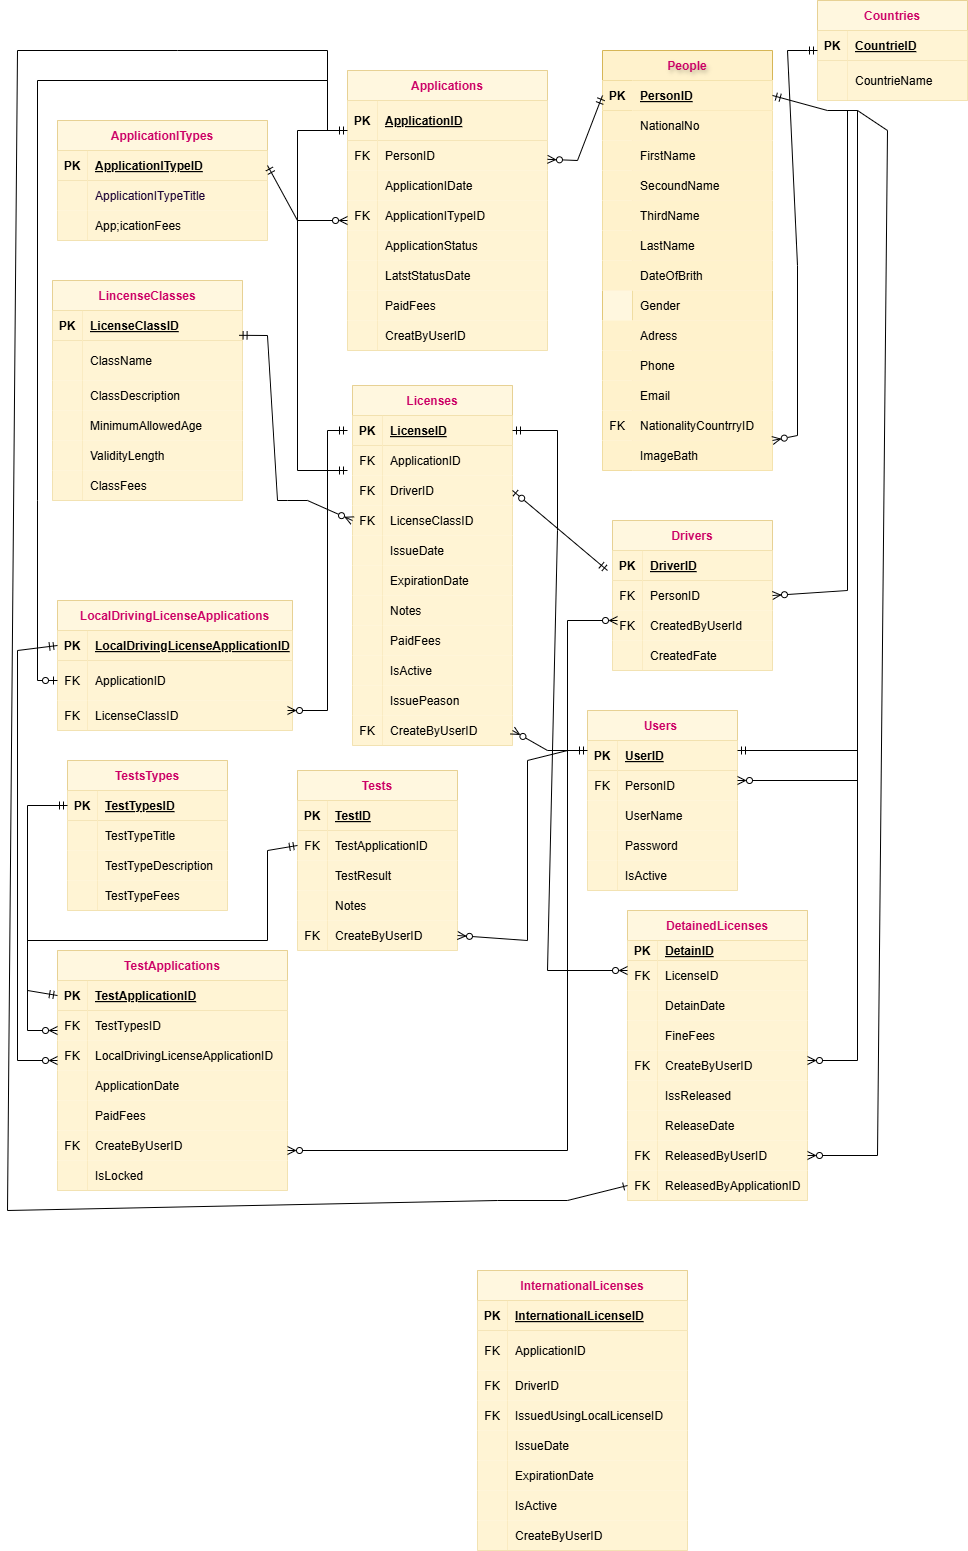 Countries
PK CountrieID
CountrieName
People
PK PersonID
NationalNo
FirstName
SecoundName
ThirdName
LastName
DateOfBrith
Gender
Adress
Phone
Email
FK NationalityCountrryID
ImageBath
Applications
PK ApplicationID
FK PersonID
ApplicationIDate
FK ApplicationITypeID
ApplicationStatus
LatstStatusDate
PaidFees
CreatByUserID
ApplicationITypes
PK ApplicationITypeID
ApplicationITypeTitle
App;icationFees
LincenseClasses
PK LicenseClassID
ClassName
ClassDescription
MinimumAllowedAge
ValidityLength
ClassFees
Licenses
PK LicenseID
FK ApplicationID
FK DriverID
FK LicenseClassID
IssueDate
ExpirationDate
Notes
PaidFees
IsActive
IssuePeason
FK CreateByUserID
Drivers
PK DriverID
FK PersonID
FK CreatedByUserId
CreatedFate
LocalDrivingLicenseApplications
PK LocalDrivingLicenseApplicationID
FK ApplicationID
FK LicenseClassID
Users
PK UserID
FK PersonID
UserName
Password
IsActive
TestsTypes
PK TestTypesID
TestTypeTitle
TestTypeDescription
TestTypeFees
Tests
PK TestID
FK TestApplicationID
TestResult
Notes
FK CreateByUserID
DetainedLicenses
PK DetainID
FK LicenseID
DetainDate
FineFees
FK CreateByUserID
IssReleased
ReleaseDate
FK ReleasedByUserID
FK ReleasedByApplicationID
TestApplications
PK TestApplicationID
FK TestTypesID
FK LocalDrivingLicenseApplicationID
ApplicationDate
PaidFees
FK CreateByUserID
IsLocked
InternationalLicenses
PK InternationalLicenseID
FK ApplicationID
FK DriverID
FK IssuedUsingLocalLicenseID
IssueDate
ExpirationDate
IsActive
CreateByUserID